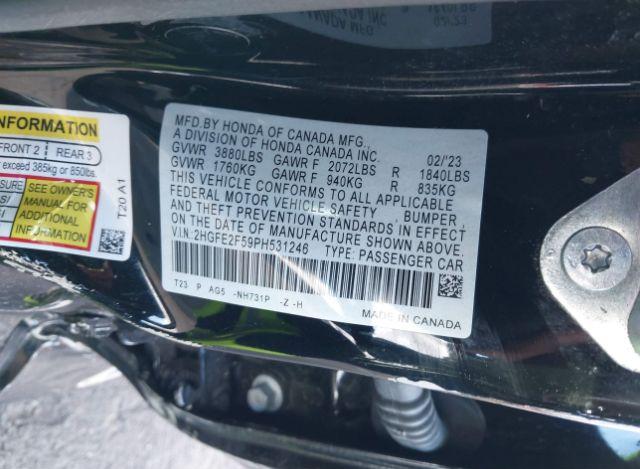 INFORMATION
FRONT 2 REAR 3
exceed 385kg or 850lbs.
SEE OWNER'S
MANUAL FOR
ADDITIONAL
INFORMATION
T20 A1
MFD.BY HONDA OF CANADA MFG.,
A DIVISION OF HONDA CANADA INC. 02/'23
GVWR 3880LBS GAWR F 2072LBS R 1840LBS
GVWR 1760KG GAWR F 940KG R 835KG
THIS VEHICLE CONFORMS TO ALL APPLICABLE
FEDERAL MOTOR VEHICLE SAFETY , BUMPER ,
AND THEFT PREVENTION STANDARDS IN EFFECT
ON THE DATE OF MANUFACTURE SHOWN ABOVE.
V.I.N.:2HGFE2F59PH531246 TYPE: PASSENGER CAR
T23 P AG5 -NH731P -Z -H
MADE IN CANADA